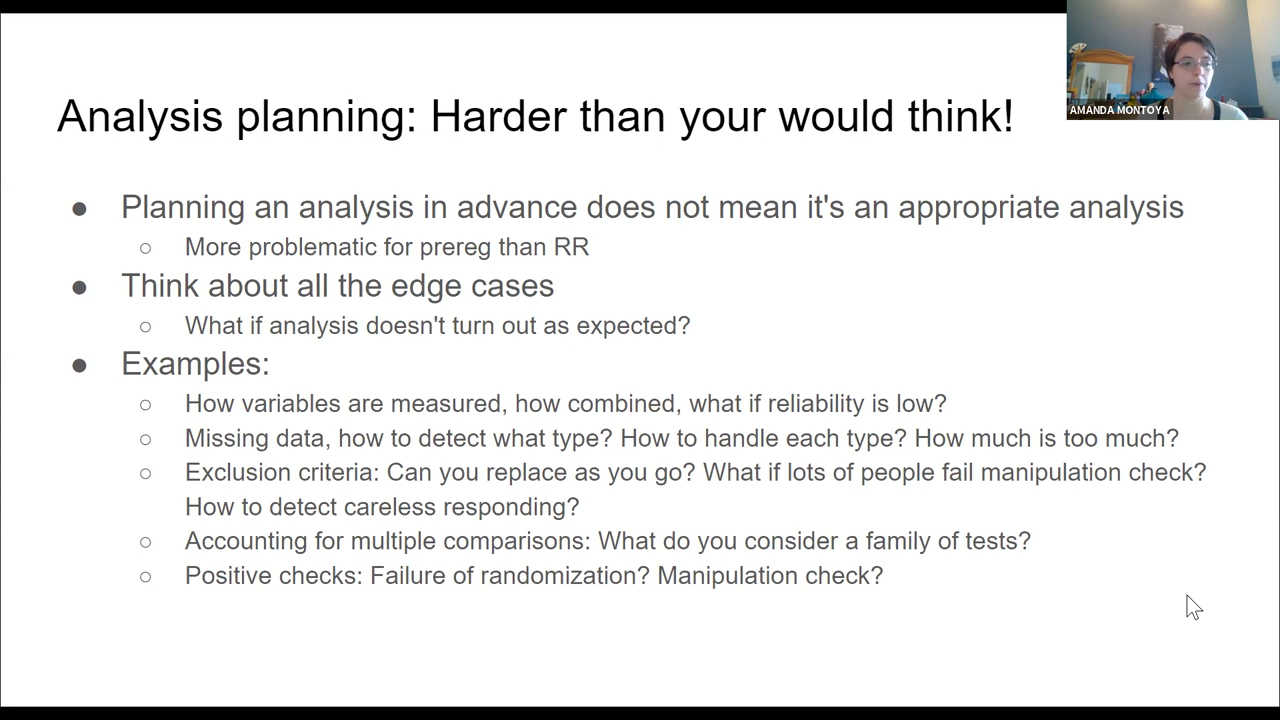 Analysis planning: Harder than your would think!
AMANDA MONTOYA
● Planning an analysis in advance does not mean it's an appropriate analysis
○ More problematic for prereg than RR
● Think about all the edge cases
○ What if analysis doesn't turn out as expected?
● Examples:
○ How variables are measured, how combined, what if reliability is low?
○ Missing data, how to detect what type? How to handle each type? How much is too much?
○ Exclusion criteria: Can you replace as you go? What if lots of people fail manipulation check?
How to detect careless responding?
○ Accounting for multiple comparisons: What do you consider a family of tests?
○ Positive checks: Failure of randomization? Manipulation check?